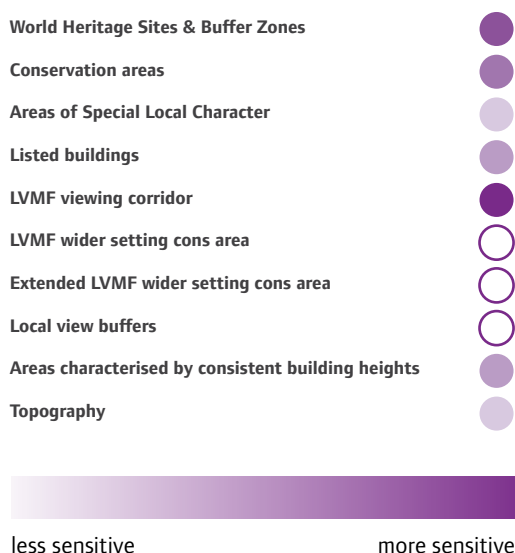 World Heritage Sites & Buffer Zones
Conservation areas
Areas of Special Local Character
Listed buildings
LVMF viewing corridor
LVMF wider setting cons area
Extended LVMF wider setting cons area
Local view buffers
Areas characterised by consistent building heights
Topography
less sensitive more sensitive